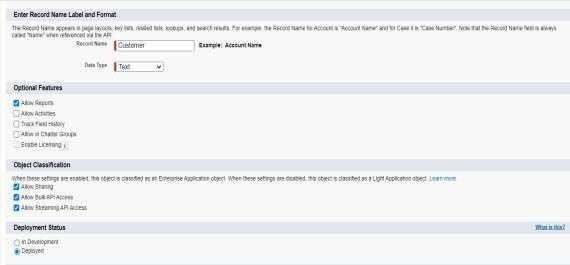 Enter Record Name Label and Format
The Record Name appears in page layouts, key lists, related lists, lookups, and search results. For example, the Record Name for Account is "Account Name" and for Case it is "Case Number". Note that the Record Name field is always
called "Name" when referenced via the API.
Record Name Customer Example: Account Name
Data Type Text
Optional Features
Allow Reports
Allow Activities
Track Field History
Allow in Chatter Groups
Enable Licensing i
Object Classification
When these settings are enabled, this object is classified as an Enterprise Application object. When these settings are disabled, this object is classified as a Light Application object. Learn more.
Allow Sharing
Allow Bulk API Access
Allow Streaming API Access
Deployment Status What is this?
In Development
Deployed